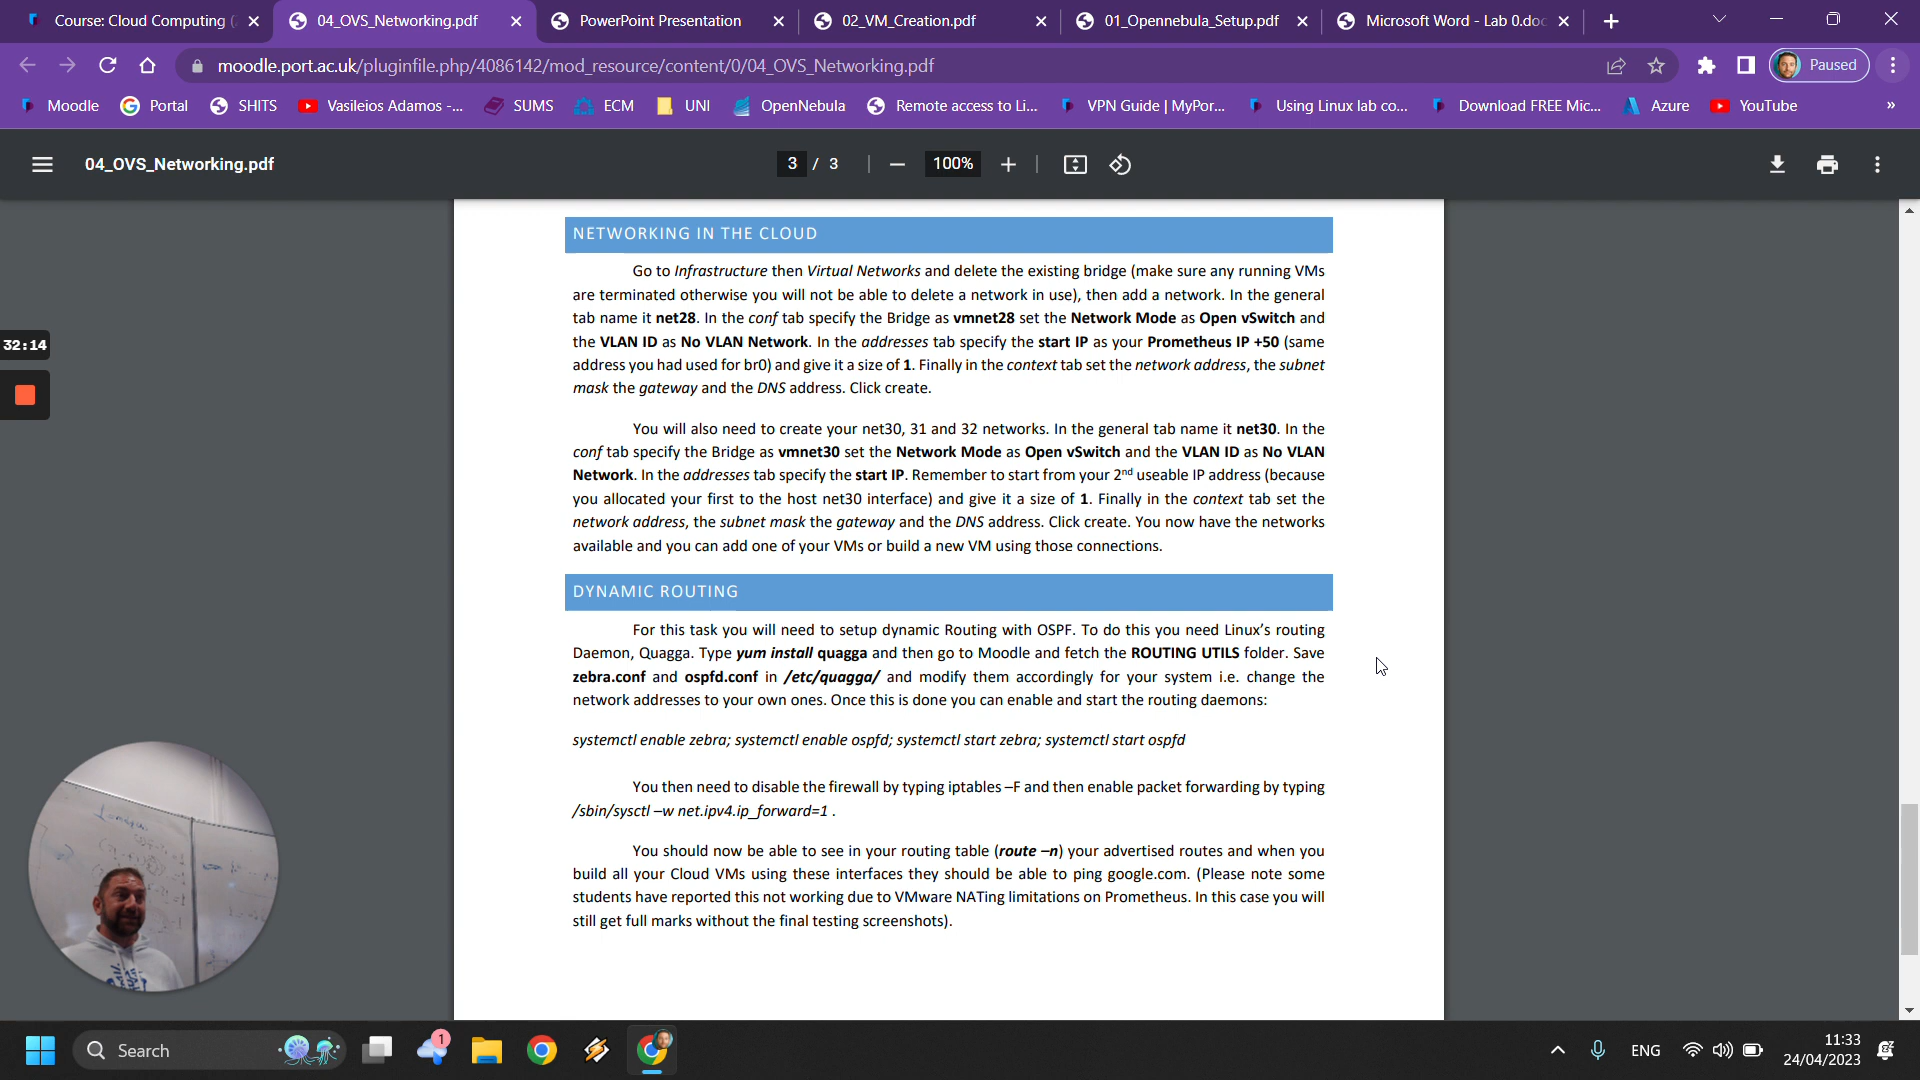 Course: Cloud Computing (
04_OVS_Networking.pdf
PowerPoint Presentation
02_VM_Creation.pdf
01_Opennebula_Setup.pdf
Microsoft Word - Lab 0.doc
moodle.port.ac.uk/pluginfile.php/4086142/mod_resource/content/0/04_OVS_Networking.pdf
Paused
Moodle
Portal
SHITS
Vasileios Adamos -...
SUMS
ECM
UNI
OpenNebula
Remote access to Li...
VPN Guide | MyPor...
Using Linux lab co...
Download FREE Mic...
Azure
YouTube
»
04_OVS_Networking.pdf
3 / 3
100%
NETWORKING IN THE CLOUD
Go to Infrastructure then Virtual Networks and delete the existing bridge (make sure any running VMs
are terminated otherwise you will not be able to delete a network in use), then add a network. In the general
tab name it net28. In the conf tab specify the Bridge as vmnet28 set the Network Mode as Open vSwitch and
the VLAN ID as No VLAN Network. In the addresses tab specify the start IP as your Prometheus IP +50 (same
address you had used for br0) and give it a size of 1. Finally in the context tab set the network address, the subnet
mask the gateway and the DNS address. Click create.
You will also need to create your net30, 31 and 32 networks. In the general tab name it net30. In the
conf tab specify the Bridge as vmnet30 set the Network Mode as Open vSwitch and the VLAN ID as No VLAN
Network. In the addresses tab specify the start IP. Remember to start from your 2nd useable IP address (because
you allocated your first to the host net30 interface) and give it a size of 1. Finally in the context tab set the
network address, the subnet mask the gateway and the DNS address. Click create. You now have the networks
available and you can add one of your VMs or build a new VM using those connections.
DYNAMIC ROUTING
For this task you will need to setup dynamic Routing with OSPF. To do this you need Linux's routing
Daemon, Quagga. Type yum install quagga and then go to Moodle and fetch the ROUTING UTILS folder. Save
zebra.conf and ospfd.conf in /etc/quagga/ and modify them accordingly for your system i.e. change the
network addresses to your own ones. Once this is done you can enable and start the routing daemons:
systemctl enable zebra; systemctl enable ospfd; systemctl start zebra; systemctl start ospfd
You then need to disable the firewall by typing iptables –F and then enable packet forwarding by typing
/sbin/sysctl –w net.ipv4.ip_forward=1 .
You should now be able to see in your routing table (route –n) your advertised routes and when you
build all your Cloud VMs using these interfaces they should be able to ping google.com. (Please note some
students have reported this not working due to VMware NATing limitations on Prometheus. In this case you will
still get full marks without the final testing screenshots).
32:14
Search
1
ENG
11:33
24/04/2023